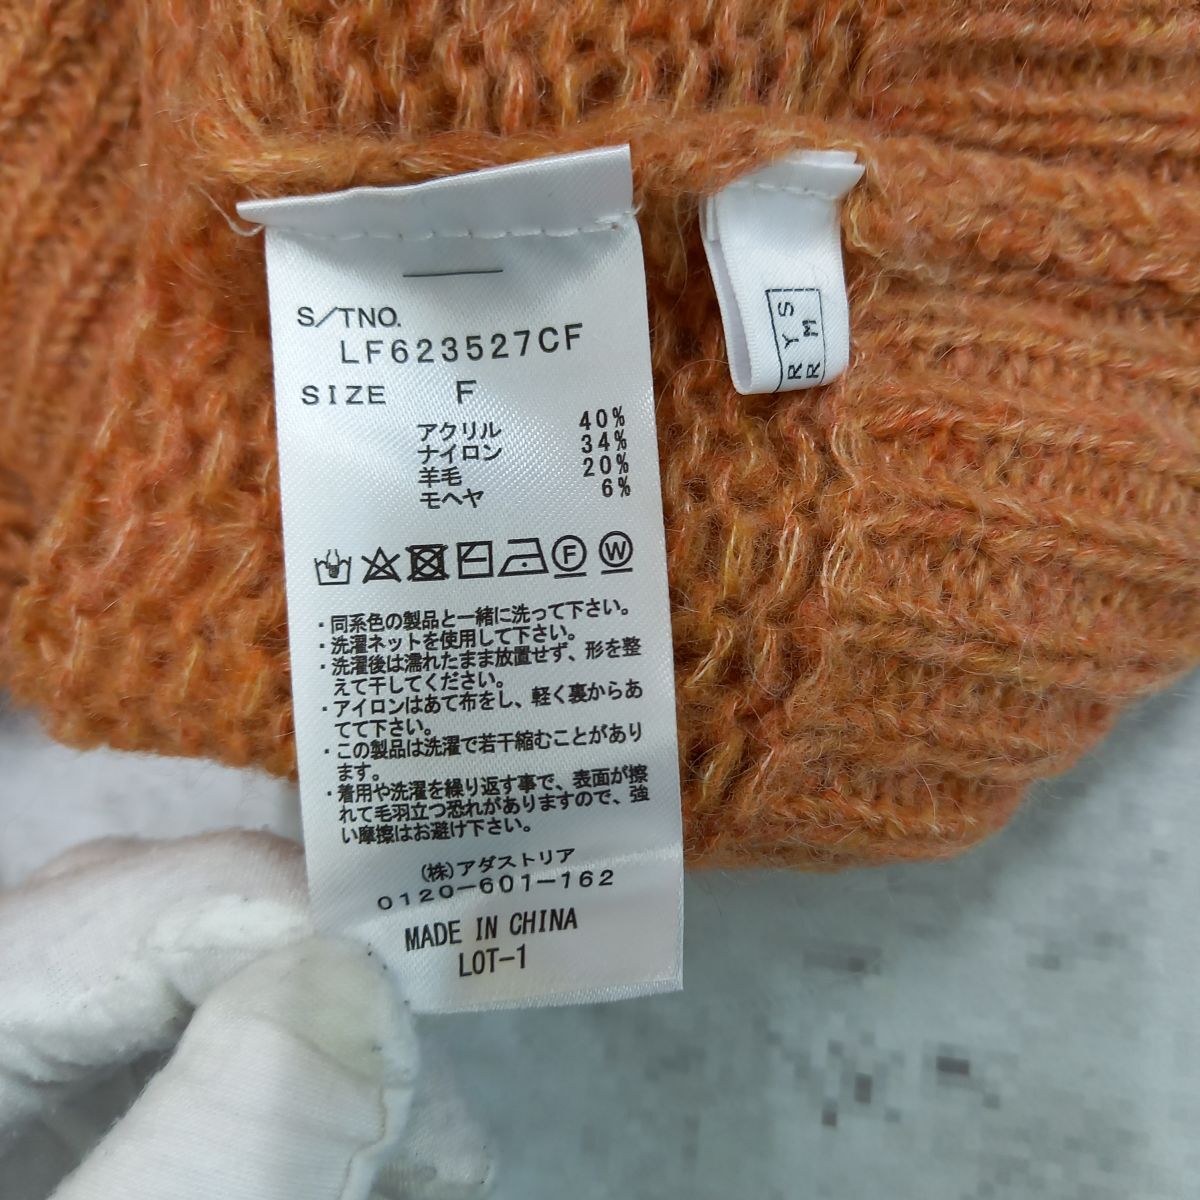 S/TNO.
LF623527CF
SIZE F
アクリル 40%
ナイロン 34%
羊毛 20%
モヘヤ 6%
F W
・同系色の製品と一緒に洗って下さい。
・洗濯ネットを使用して下さい。
・洗濯後は濡れたまま放置せず、形を整
えて干してください。
・アイロンはあて布をし、軽く裏からあ
てて下さい。
・この製品は洗濯で若干縮むことがあり
ます。
・着用や洗濯を繰り返す事で、表面が擦
れて毛羽立つ恐れがありますので、強
い摩擦はお避け下さい。
(株)アダストリア
0120-601-162
MADE IN CHINA
LOT-1
RYS
RM